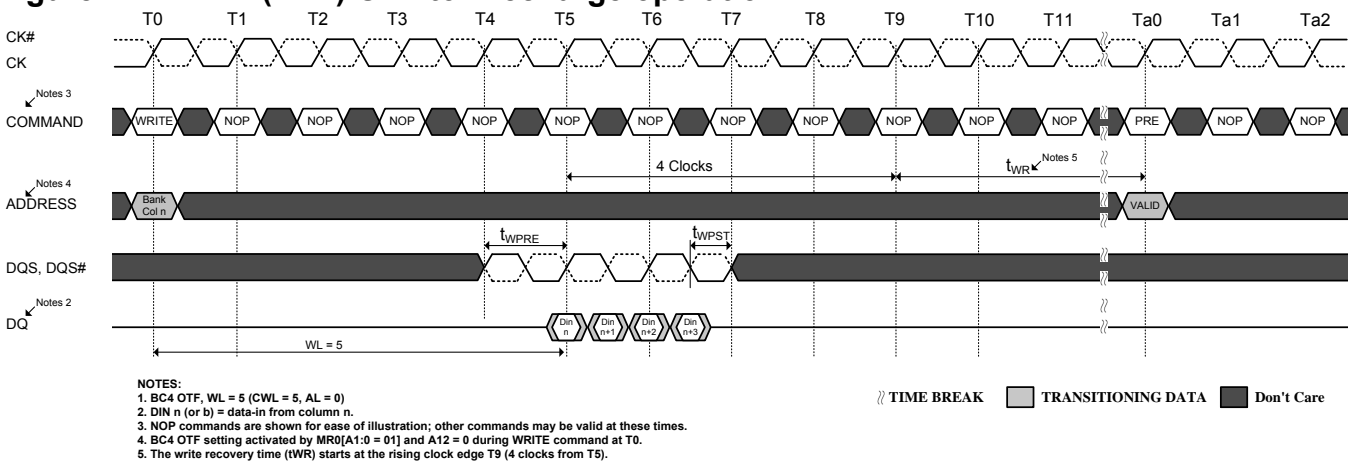 T0 T1 T2 T3 T4 T5 T6 T7 T8 T9 T10 T11 Ta0 Ta1 Ta2
CK#
CK
Notes 3
COMMAND
WRITE NOP NOP NOP NOP NOP NOP NOP NOP NOP NOP NOP PRE NOP NOP
4 Clocks
tWR
Notes 5
Notes 4
ADDRESS
Bank
Col n
VALID
tWPRE
tWPST
DQS, DQS#
Notes 2
DQ
Din
n
Din
n+1
Din
n+2
Din
n+3
WL = 5
NOTES:
1. BC4 OTF, WL = 5 (CWL = 5, AL = 0)
2. DIN n (or b) = data-in from column n.
3. NOP commands are shown for ease of illustration; other commands may be valid at these times.
4. BC4 OTF setting activated by MR0[A1:0 = 01] and A12 = 0 during WRITE command at T0.
5. The write recovery time (tWR) starts at the rising clock edge T9 (4 clocks from T5).
TIME BREAK
TRANSITIONING DATA
Don't Care